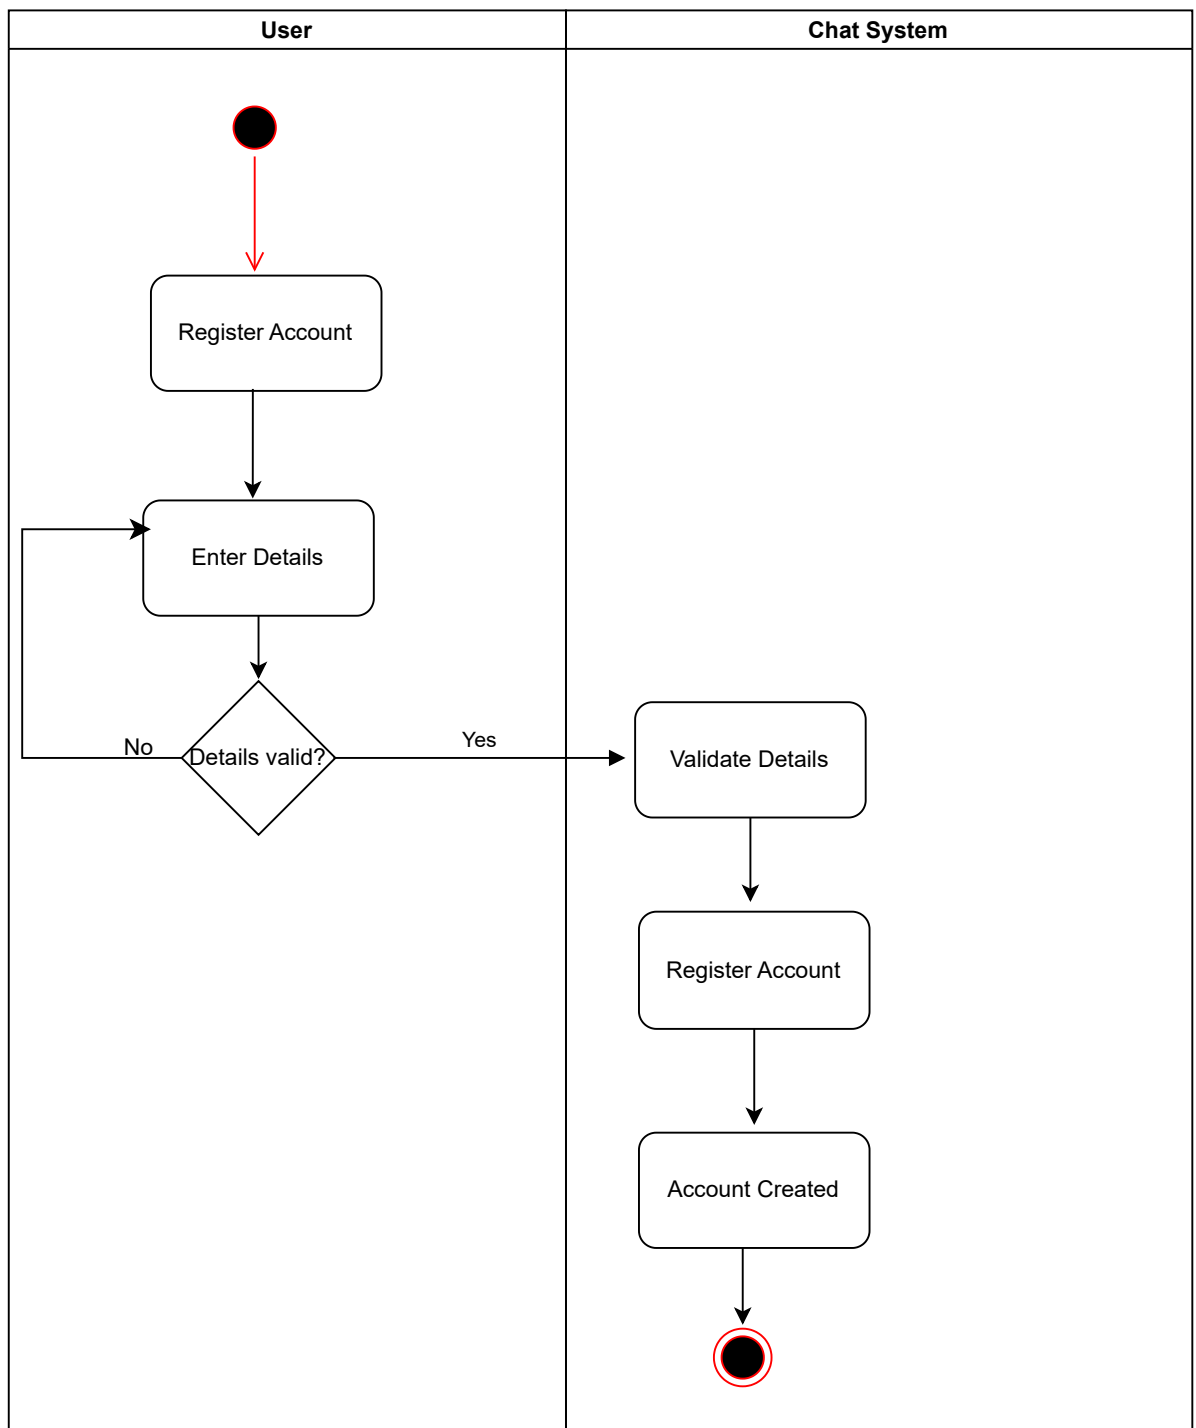 User
Chat System
Register Account
Enter Details
Details valid?
No
Yes
Validate Details
Register Account
Account Created